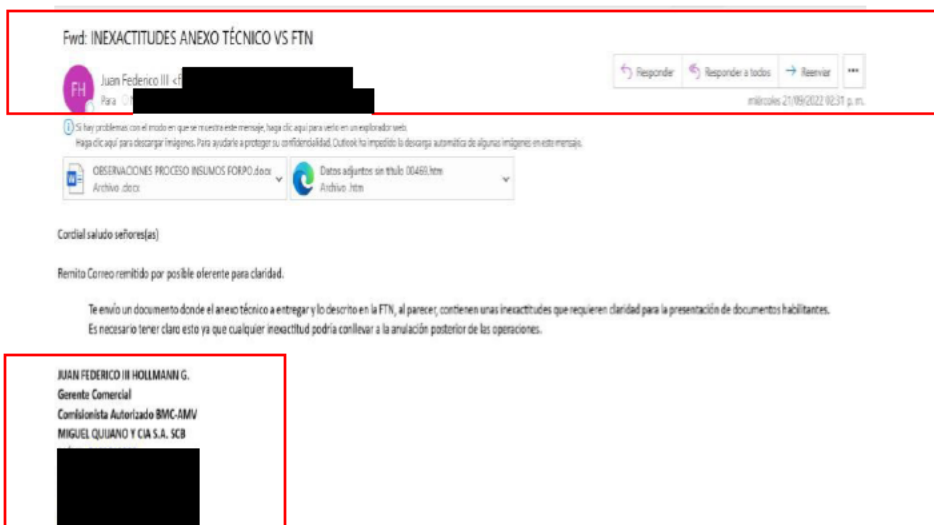 Fwd: INEXACTITUDES ANEXO TÉCNICO VS FTN
FH
Juan Federico III <f
Para
Responder
Responder a todos
Reenviar
miércoles 21/09/2022 02:31 p. m.
Si hay problemas con el modo en que se muestra este mensaje, haga clic aquí para verlo en un explorador web.
Haga clic aquí para descargar imágenes. Para ayudarle a proteger su confidencialidad, Outlook ha impedido la descarga automática de algunas imágenes en este mensaje.
OBSERVACIONES PROCESO INSUMOS FORPO.docx
Archivo .docx
Datos adjuntos sin título 00469.htm
Archivo .htm
Cordial saludo señores(as)
Remito Correo remitido por posible oferente para claridad.
Te envío un documento donde el anexo técnico a entregar y lo descrito en la FTN, al parecer, contienen unas inexactitudes que requieren claridad para la presentación de documentos habilitantes.
Es necesario tener claro esto ya que cualquier inexactitud podría conllevar a la anulación posterior de las operaciones.
JUAN FEDERICO III HOLLMANN G.
Gerente Comercial
Comisionista Autorizado BMC-AMV
MIGUEL QUIJANO Y CIA S.A. SCB